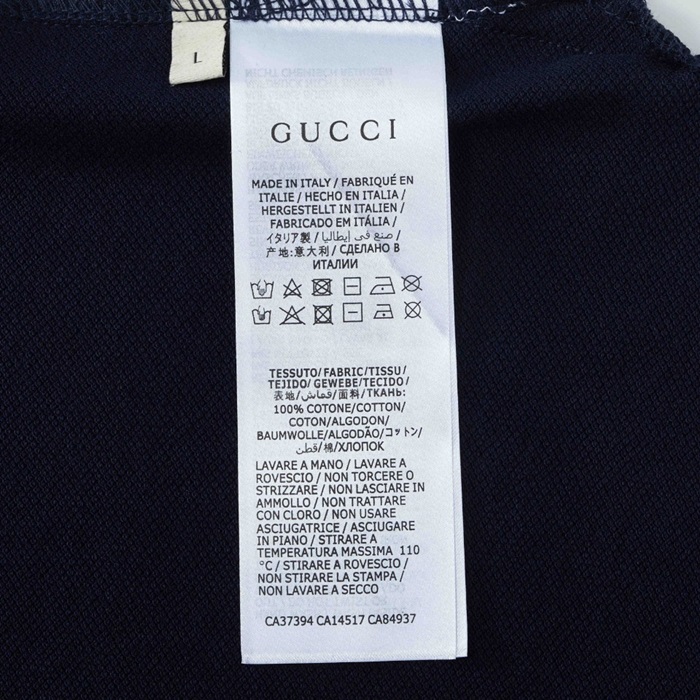 L
GUCCI
MADE IN ITALY / FABRIQUÉ EN
ITALIE / HECHO EN ITALIA /
HERGESTELLT IN ITALIEN /
FABRICADO EM ITÁLIA /
イタリア製 / صنع في إيطاليا /
产地:意大利 / СДЕЛАНО В
ИТАЛИИ
TESSUTO/ FABRIC/TISSU/
TEJIDO/ GEWEBE/TECIDO/
表地/قماش/面料/ТКАНЬ:
100% COTONE/COTTON/
COTON/ALGODON/
BAUMWOLLE/ALGODÃO/コットン/
قطن/棉/ХЛОПОК
LAVARE A MANO / LAVARE A
ROVESCIO / NON TORCERE O
STRIZZARE / NON LASCIARE IN
AMMOLLO / NON TRATTARE
CON CLORO / NON USARE
ASCIUGATRICE / ASCIUGARE
IN PIANO / STIRARE A
TEMPERATURA MASSIMA 110
°C / STIRARE A ROVESCIO /
NON STIRARE LA STAMPA /
NON LAVARE A SECCO
CA37394 CA14517 CA84937